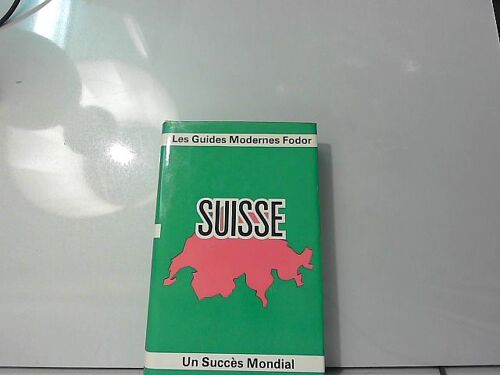 Les Guides Modernes Fodor
SUISSE
Un Succès Mondial